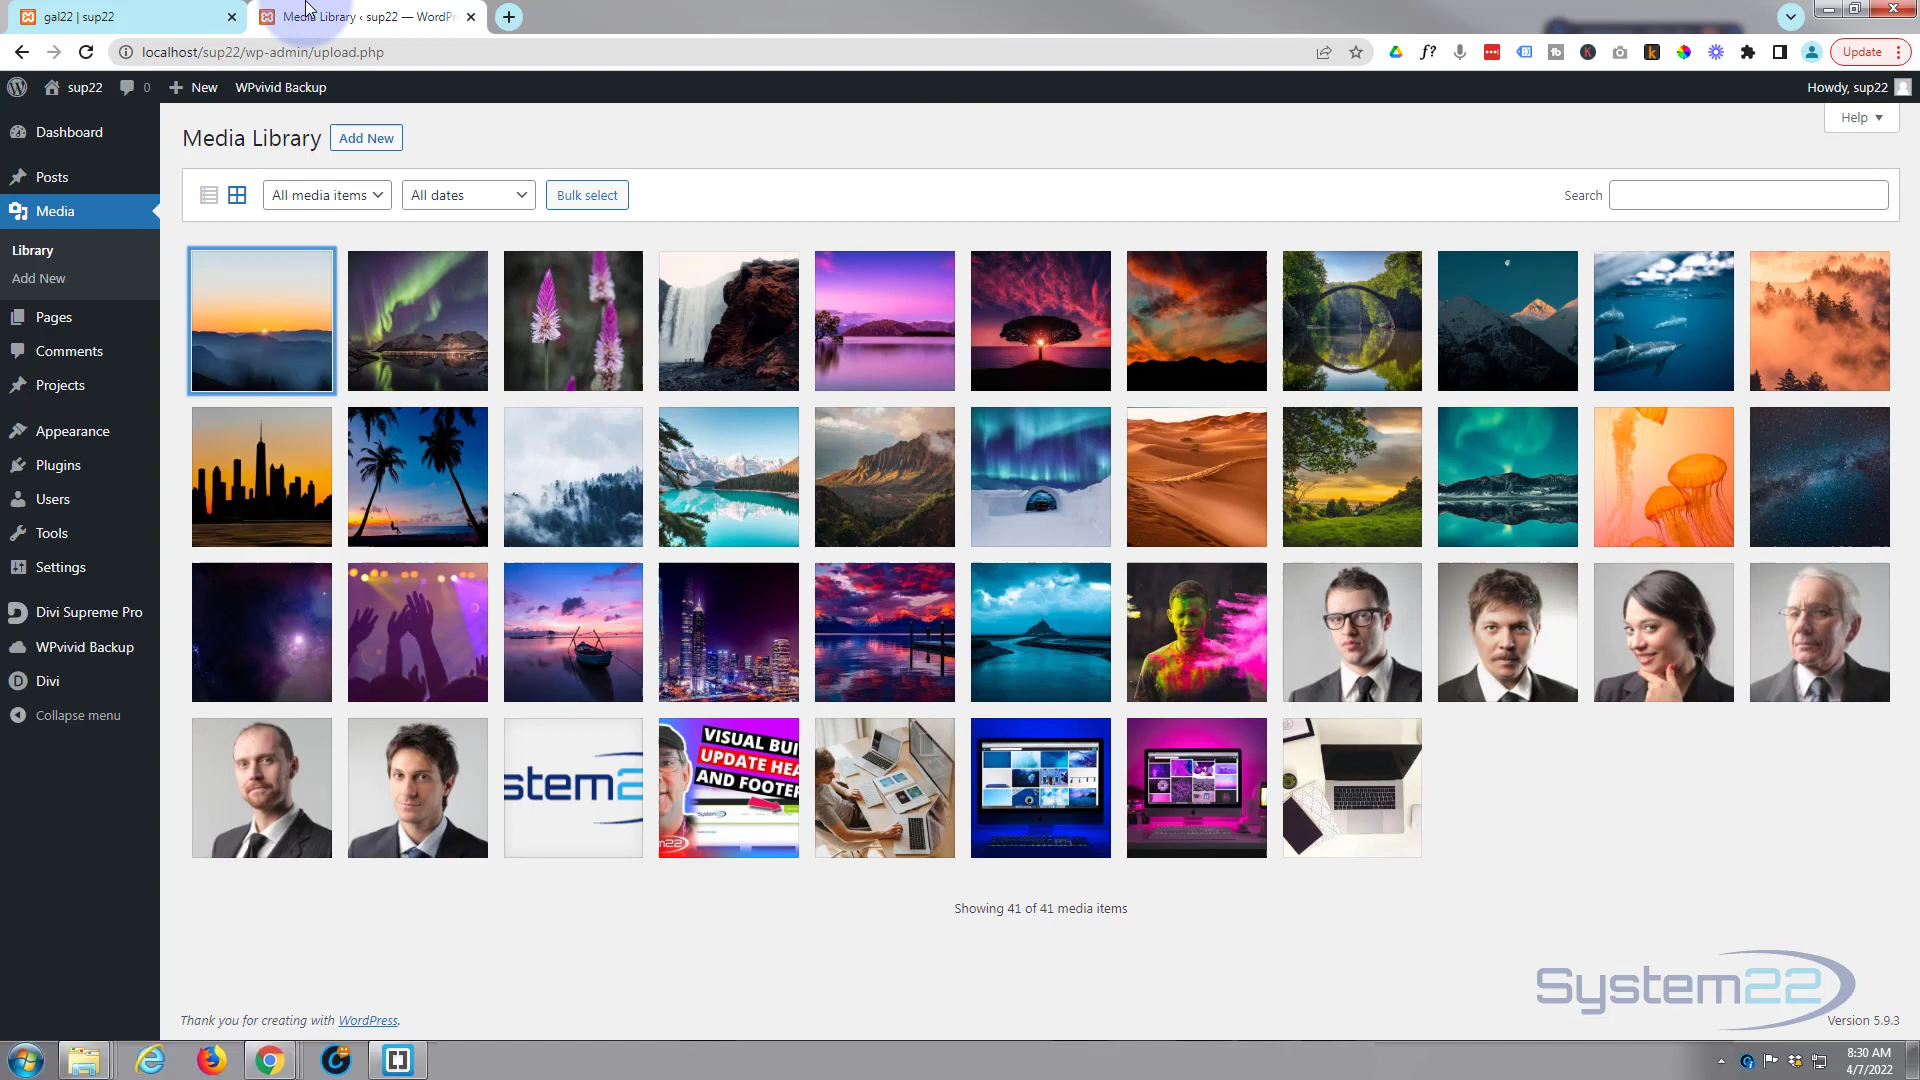 gal22 | sup22
Media Library ‹ sup22 — WordPr
localhost/sup22/wp-admin/upload.php
Update
sup22
0
New
WPvivid Backup
Howdy, sup22
Dashboard
Posts
Media
Library
Add New
Pages
Comments
Projects
Appearance
Plugins
Users
Tools
Settings
Divi Supreme Pro
WPvivid Backup
Divi
Collapse menu
Media Library
Add New
Help
All media items
All dates
Bulk select
Search
stem2
VISUAL BUI
UPDATE HEA
AND FOOTER
Showing 41 of 41 media items
System22
Thank you for creating with WordPress.
Version 5.9.3
8:30 AM
4/7/2022